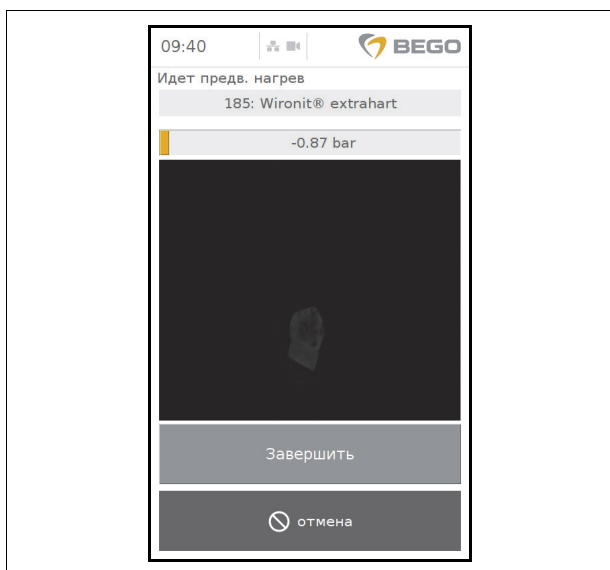 09:40
BEGO
Идет предв. нагрев
185: Wironit® extrahart
-0.87 bar
Завершить
отмена